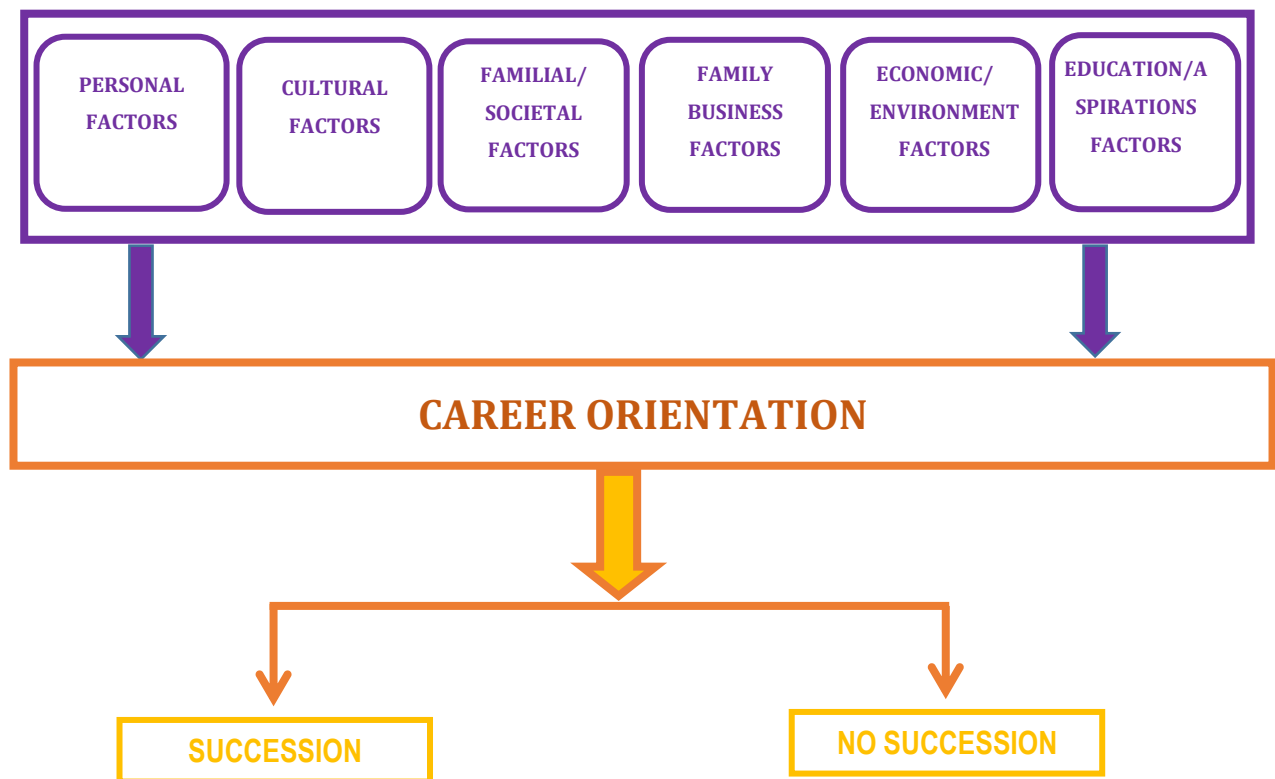 PERSONAL
FACTORS
CULTURAL
FACTORS
FAMILIAL/
SOCIETAL
FACTORS
FAMILY
BUSINESS
FACTORS
ECONOMIC/
ENVIRONMENT
FACTORS
EDUCATION/A
SPIRATIONS
FACTORS
CAREER ORIENTATION
SUCCESSION
NO SUCCESSION